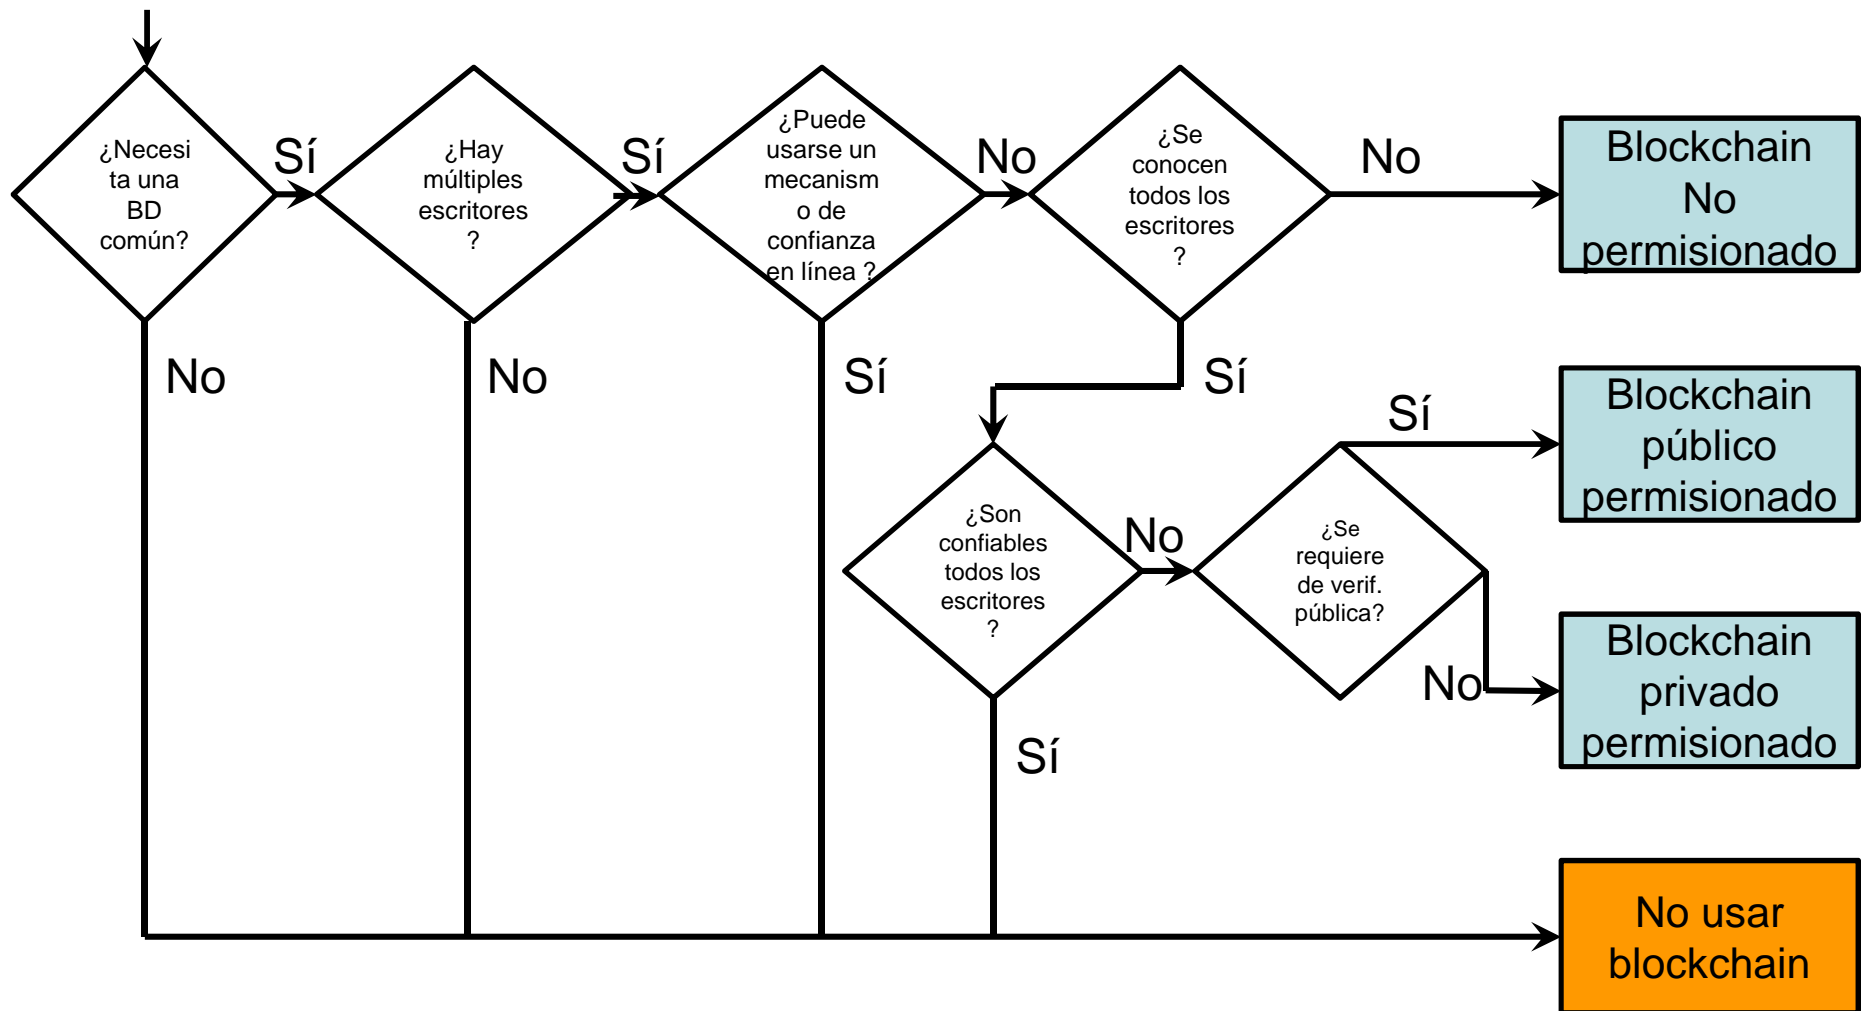 ¿Necesi
ta una
BD
común?
Sí
¿Hay
múltiples
escritores
?
Sí
¿Puede
usarse un
mecanism
o de
confianza
en línea ?
No
¿Se
conocen
todos los
escritores
?
No
Blockchain
No
permisionado
No
No
Sí
Sí
¿Son
confiables
todos los
escritores
?
No
¿Se
requiere
de verif.
pública?
Sí
Blockchain
público
permisionado
No
Blockchain
privado
permisionado
Sí
No usar
blockchain